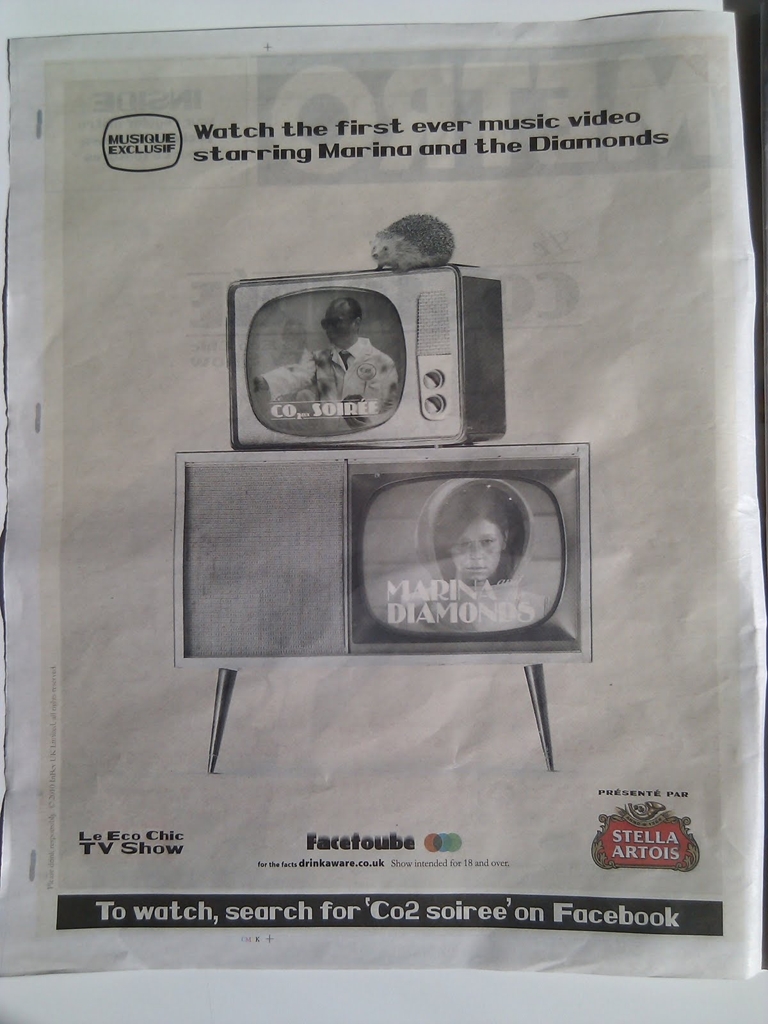 MUSIQUE
EXCLUSIF
Watch the first ever music video
starring Marina and the Diamonds
CO2 SOIRÉE
MARINA and
DIAMONDS
PRÉSENTÉ PAR
STELLA
ARTOIS
Le Eco Chic
TV Show
Facetoube
for the facts drinkaware.co.uk Show intended for 18 and over.
To watch, search for 'Co2 soiree' on Facebook